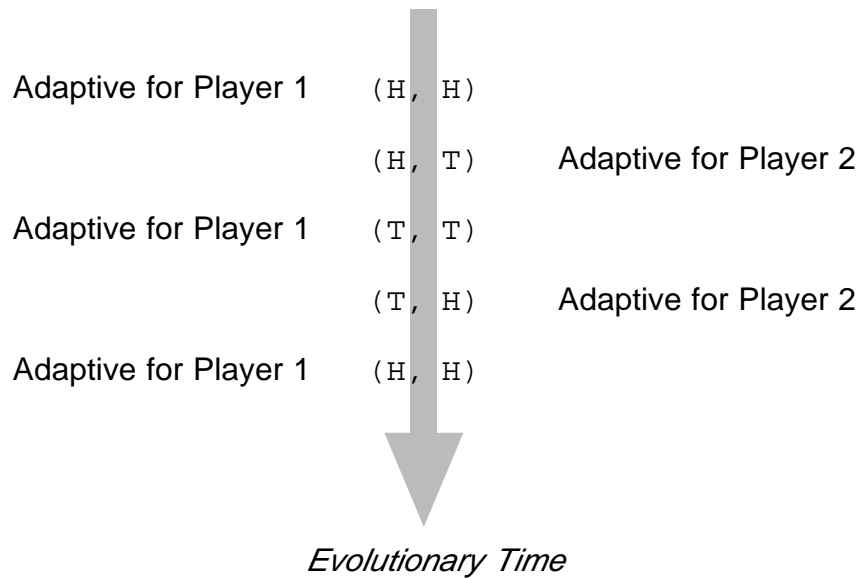 Adaptive for Player 1 (H, H)
(H, T) Adaptive for Player 2
Adaptive for Player 1 (T, T)
(T, H) Adaptive for Player 2
Adaptive for Player 1 (H, H)
Evolutionary Time